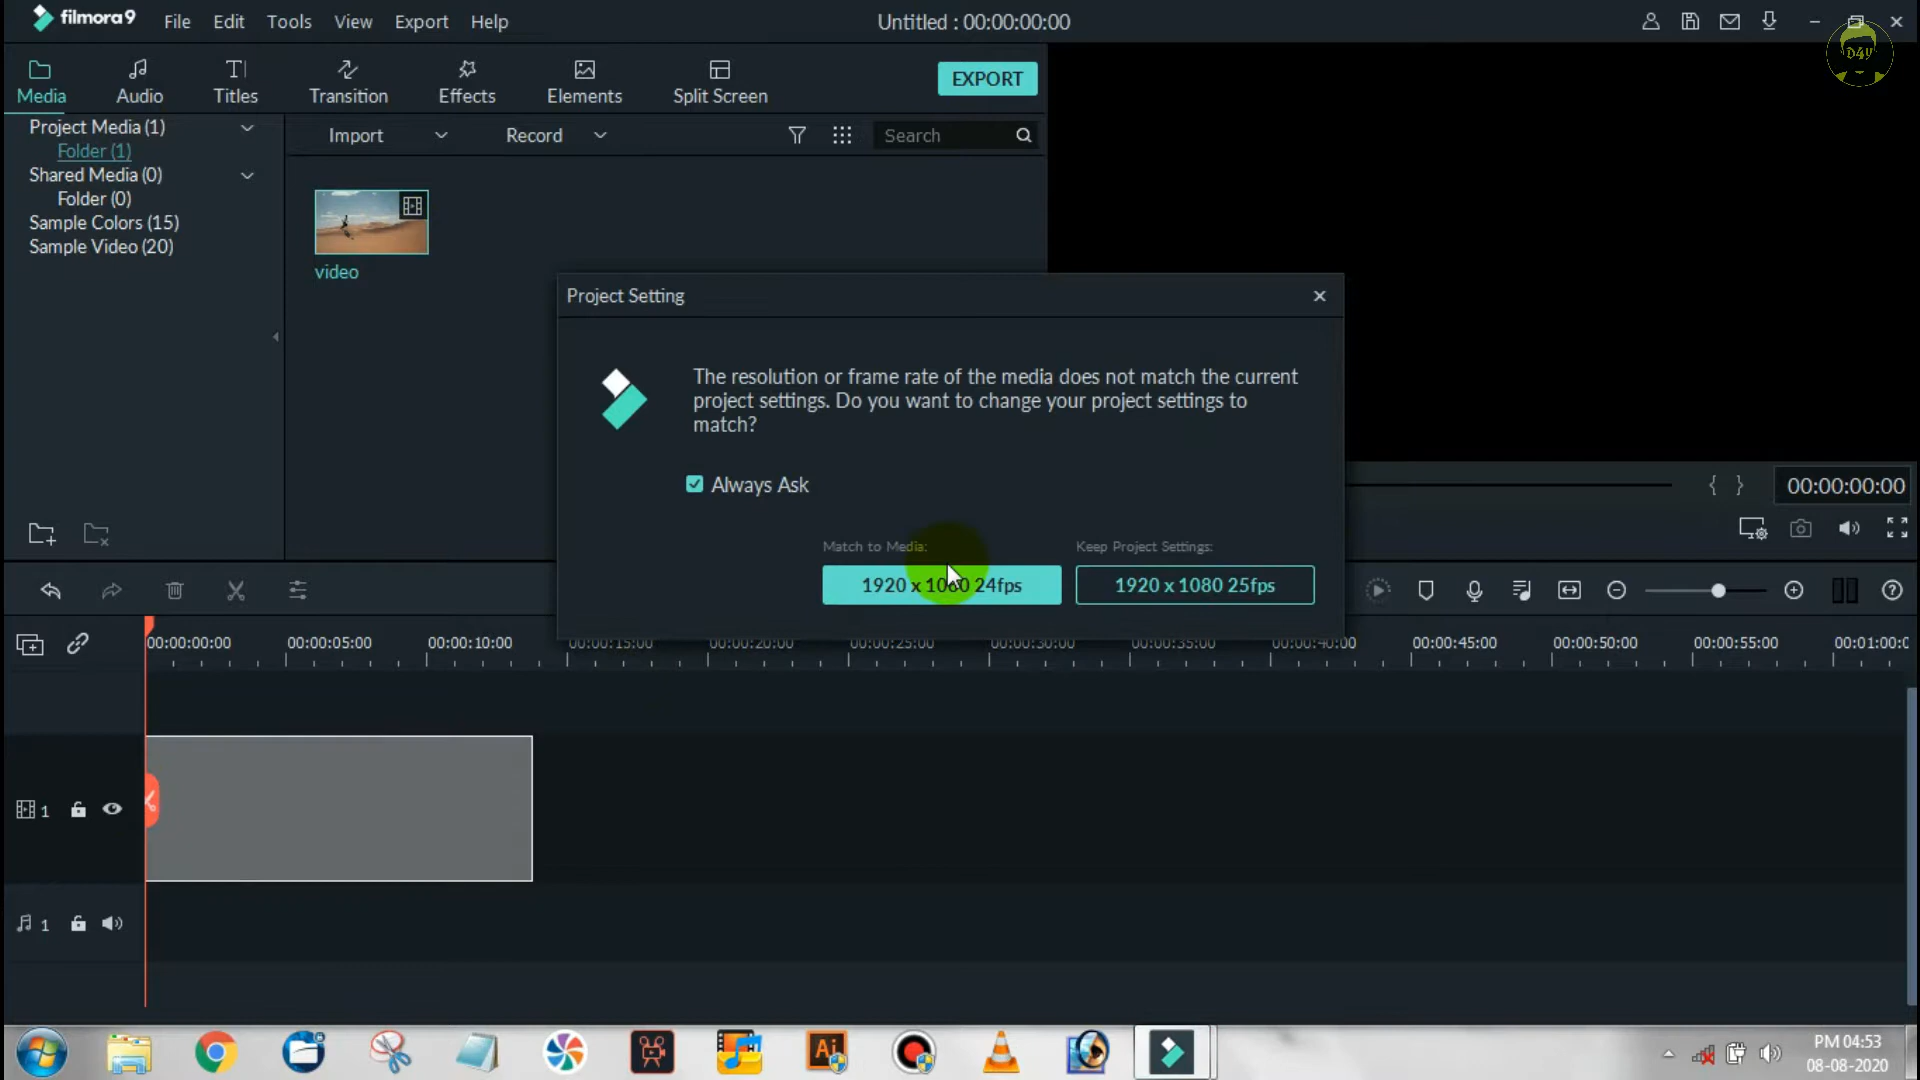 filmora9
File Edit Tools View Export Help
Untitled : 00:00:00:00
D4Y
Media
Audio
Titles
Transition
Effects
Elements
Split Screen
EXPORT
Project Media (1)
Folder (1)
Shared Media (0)
Folder (0)
Sample Colors (15)
Sample Video (20)
Import
Record
Search
video
Project Setting
The resolution or frame rate of the media does not match the current
project settings. Do you want to change your project settings to
match?
Always Ask
Match to Media:
1920 x 1080 24fps
Keep Project Settings:
1920 x 1080 25fps
{ }
00:00:00:00
00:00:00:00
00:00:05:00
00:00:10:00
00:00:15:00
00:00:20:00
00:00:25:00
00:00:30:00
00:00:35:00
00:00:40:00
00:00:45:00
00:00:50:00
00:00:55:00
00:01:00:0
1
1
Ai
PM 04:53
08-08-2020